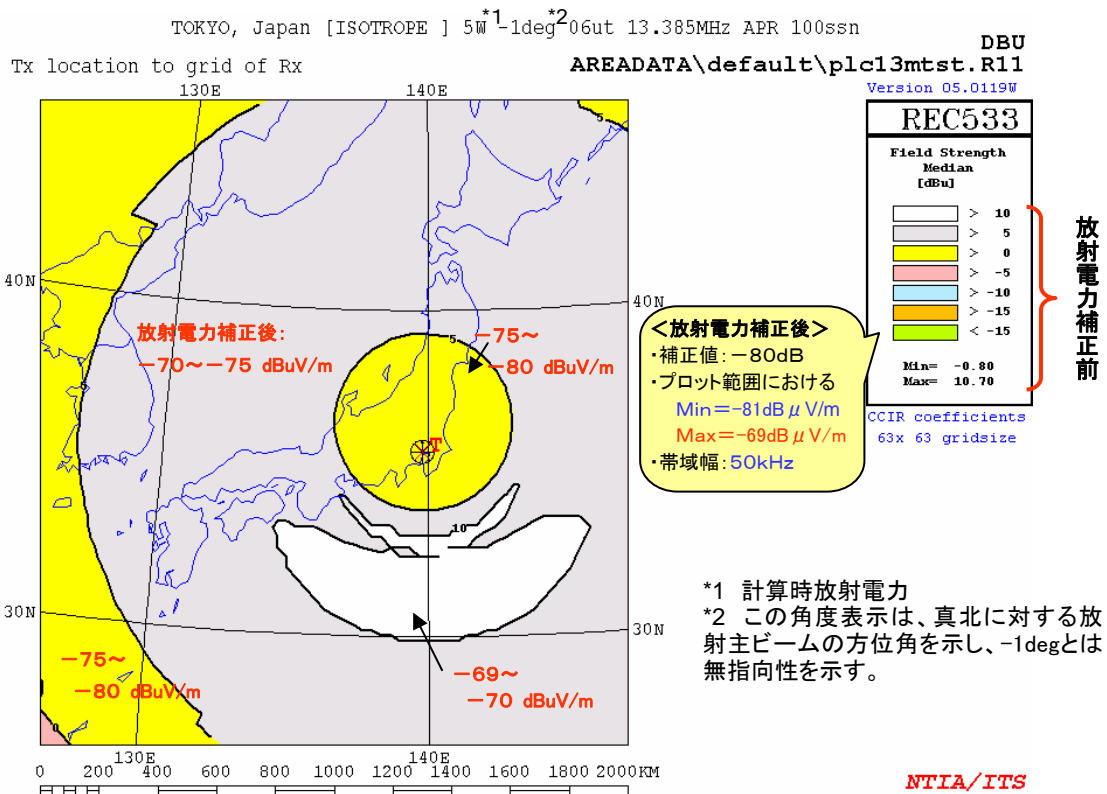 TOKYO, Japan [ISOTROPE ] 5W*1 -1deg*2 06ut 13.385MHz APR 100ssn
DBU
Tx location to grid of Rx
AREADATA\default\plc13mtst.R11
Version 05.0119W
130E
140E
REC533
Field Strength
Median
[dBu]
> 10
> 5
> 0
> -5
> -10
> -15
< -15
Min= -0.80
Max= 10.70
CCIR coefficients
63x 63 gridsize
放射電力補正前
5
40N
40N
放射電力補正後:
-70~-75 dBuV/m
5
-75~
-80 dBuV/m
T
<放射電力補正後>
・補正値:-80dB
・プロット範囲における
Min=-81dBμV/m
Max=-69dBμV/m
・帯域幅:50kHz
10
30N
30N
-75~
-80 dBuV/m
-69~
-70 dBuV/m
0
*1 計算時放射電力
*2 この角度表示は、真北に対する放
射主ビームの方位角を示し、-1degとは
無指向性を示す。
130E
140E
0 200 400 600 800 1000 1200 1400 1600 1800 2000KM
NTIA/ITS